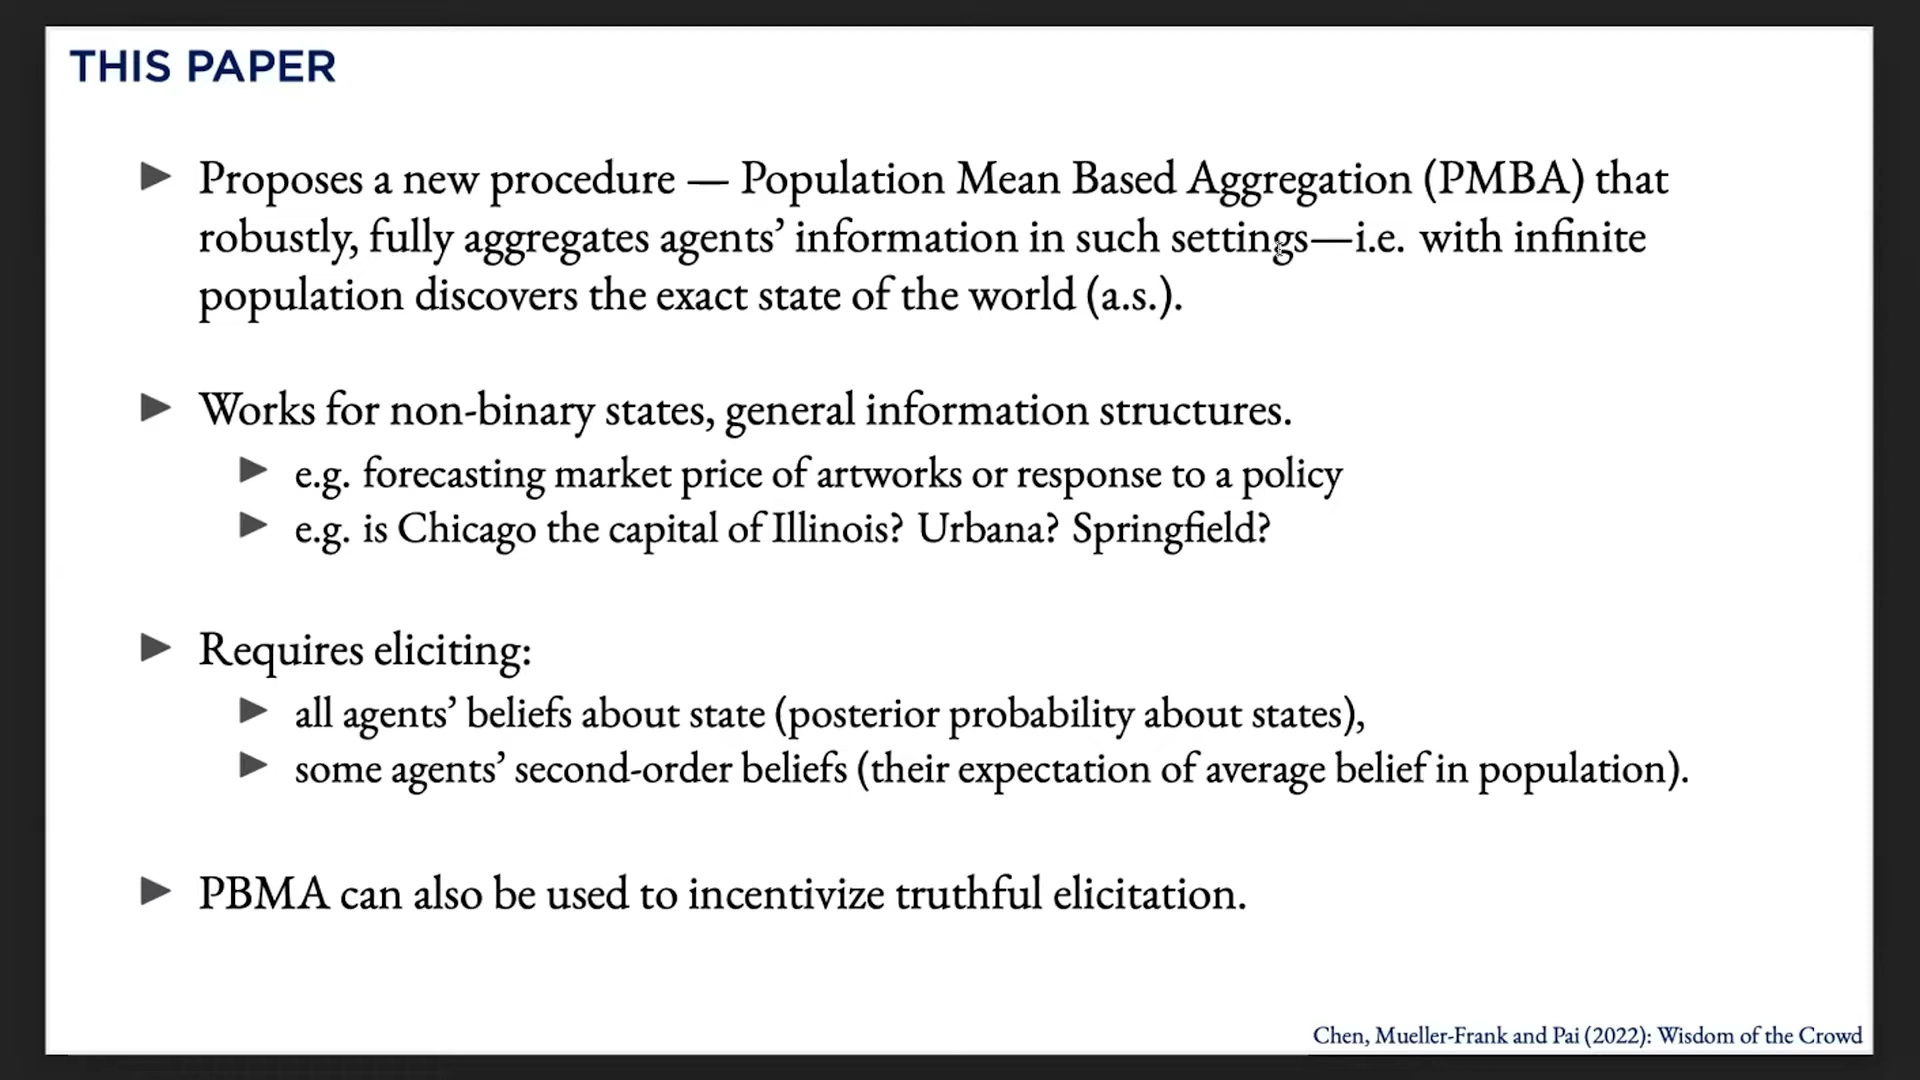 THIS PAPER
Proposes a new procedure — Population Mean Based Aggregation (PMBA) that
robustly, fully aggregates agents’ information in such settings—i.e. with infinite
population discovers the exact state of the world (a.s.).
Works for non-binary states, general information structures.
e.g. forecasting market price of artworks or response to a policy
e.g. is Chicago the capital of Illinois? Urbana? Springfield?
Requires eliciting:
all agents’ beliefs about state (posterior probability about states),
some agents’ second-order beliefs (their expectation of average belief in population).
PBMA can also be used to incentivize truthful elicitation.
Chen, Mueller-Frank and Pai (2022): Wisdom of the Crowd